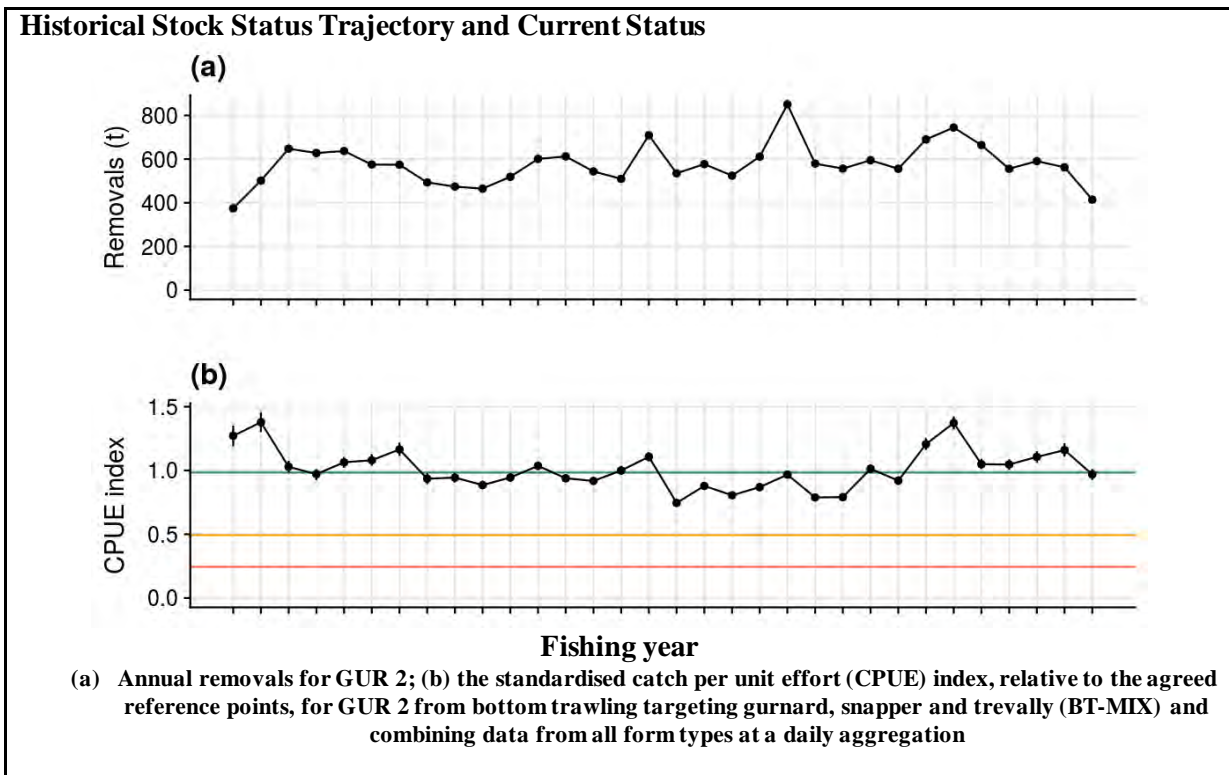 Historical Stock Status Trajectory and Current Status
(a)
Removals (t)
800
600
400
200
0
(b)
CPUE index
1.5
1.0
0.5
0.0
Fishing year
(a) Annual removals for GUR 2; (b) the standardised catch per unit effort (CPUE) index, relative to the agreed
reference points, for GUR 2 from bottom trawling targeting gurnard, snapper and trevally (BT-MIX) and
combining data from all form types at a daily aggregation